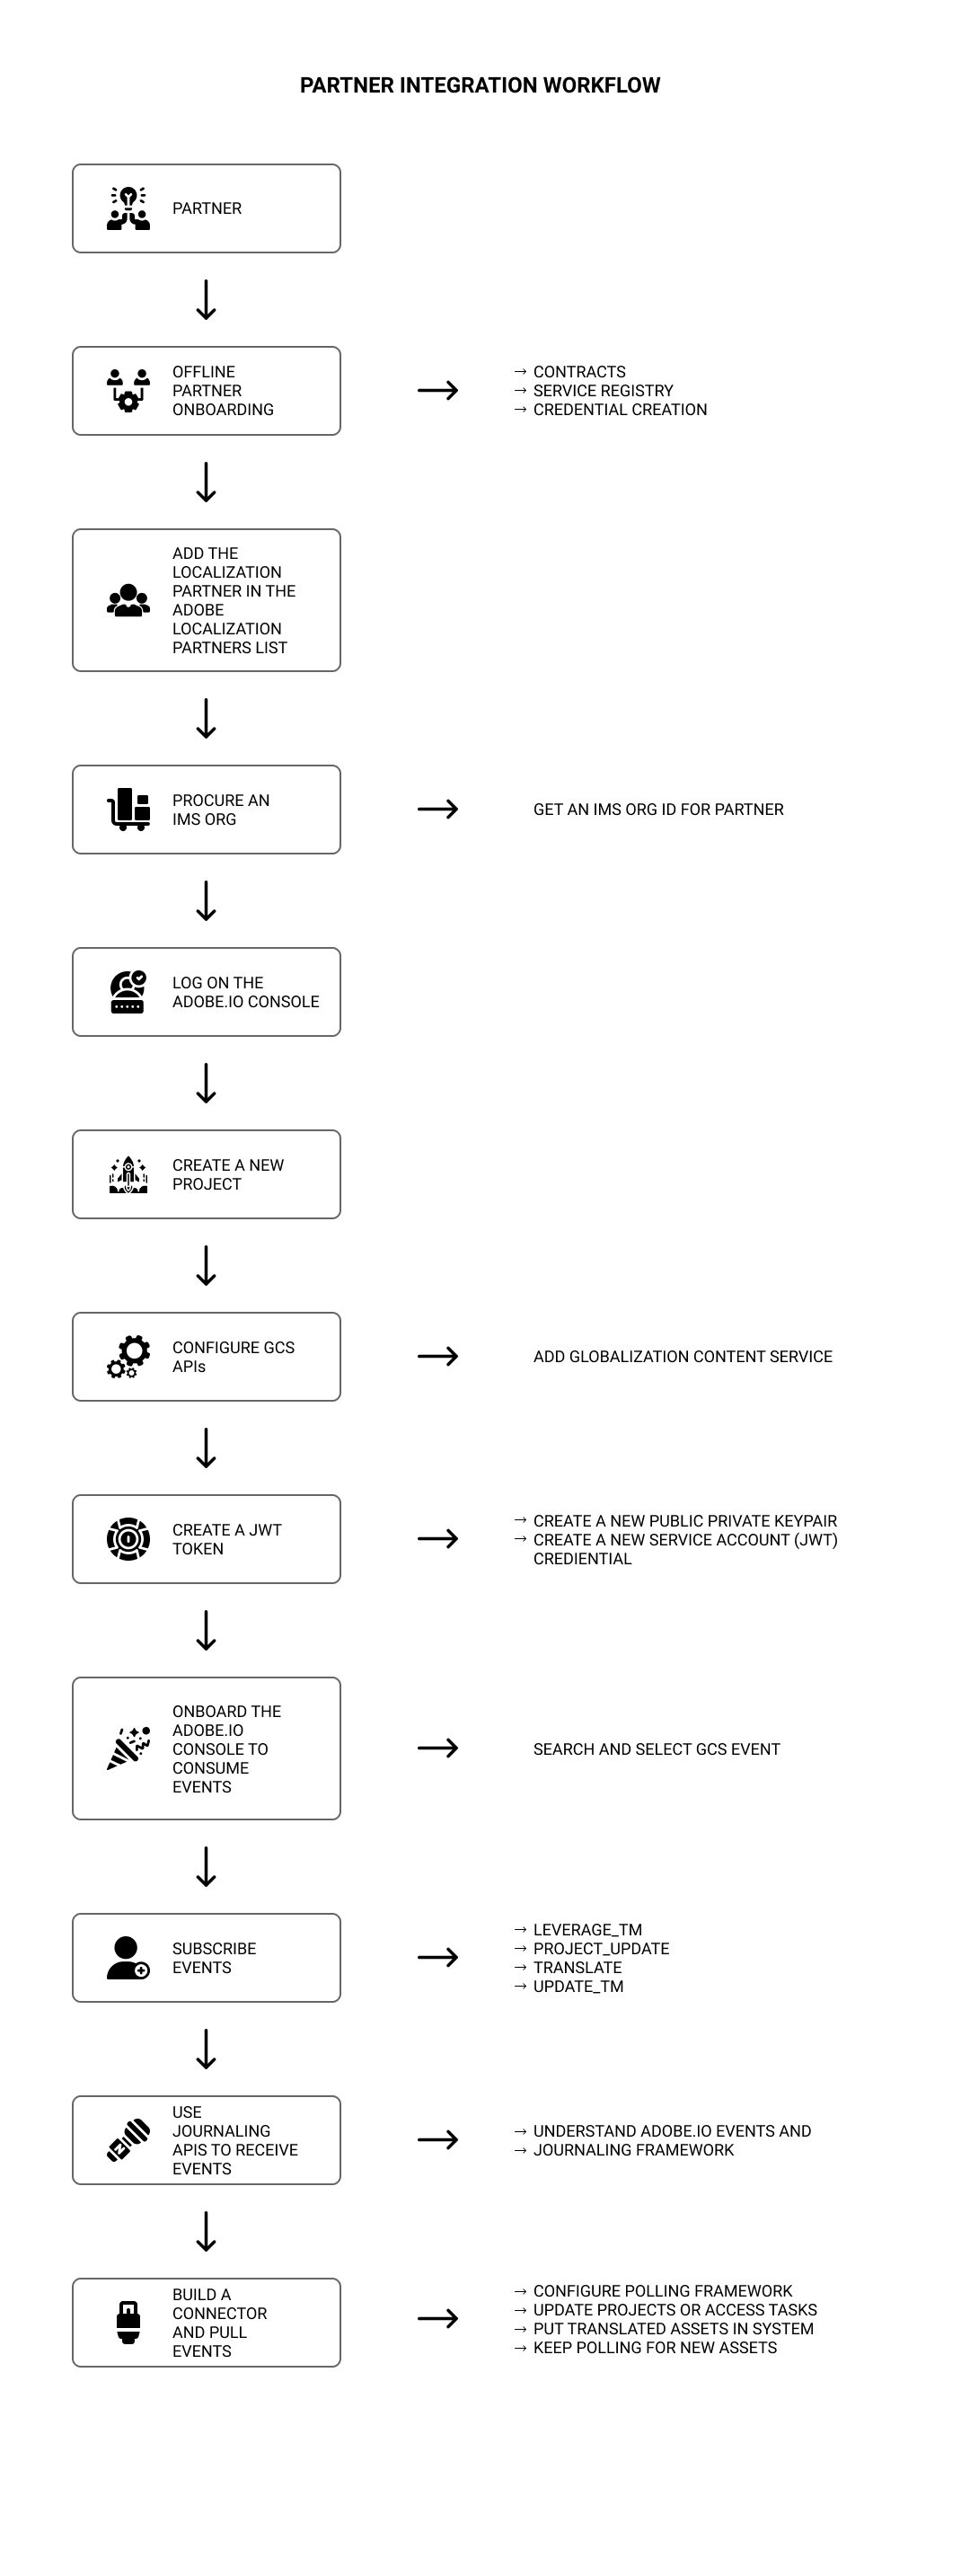 PARTNER INTEGRATION WORKFLOW
PARTNER
OFFLINE
PARTNER
ONBOARDING
→ CONTRACTS
→ SERVICE REGISTRY
→ CREDENTIAL CREATION
ADD THE
LOCALIZATION
PARTNER IN THE
ADOBE
LOCALIZATION
PARTNERS LIST
PROCURE AN
IMS ORG
GET AN IMS ORG ID FOR PARTNER
LOG ON THE
ADOBE.IO CONSOLE
CREATE A NEW
PROJECT
CONFIGURE GCS
APIs
ADD GLOBALIZATION CONTENT SERVICE
CREATE A JWT
TOKEN
→ CREATE A NEW PUBLIC PRIVATE KEYPAIR
→ CREATE A NEW SERVICE ACCOUNT (JWT)
CREDIENTIAL
ONBOARD THE
ADOBE.IO
CONSOLE TO
CONSUME
EVENTS
SEARCH AND SELECT GCS EVENT
SUBSCRIBE
EVENTS
→ LEVERAGE_TM
→ PROJECT_UPDATE
→ TRANSLATE
→ UPDATE_TM
USE
JOURNALING
APIS TO RECEIVE
EVENTS
→ UNDERSTAND ADOBE.IO EVENTS AND
→ JOURNALING FRAMEWORK
BUILD A
CONNECTOR
AND PULL
EVENTS
→ CONFIGURE POLLING FRAMEWORK
→ UPDATE PROJECTS OR ACCESS TASKS
→ PUT TRANSLATED ASSETS IN SYSTEM
→ KEEP POLLING FOR NEW ASSETS